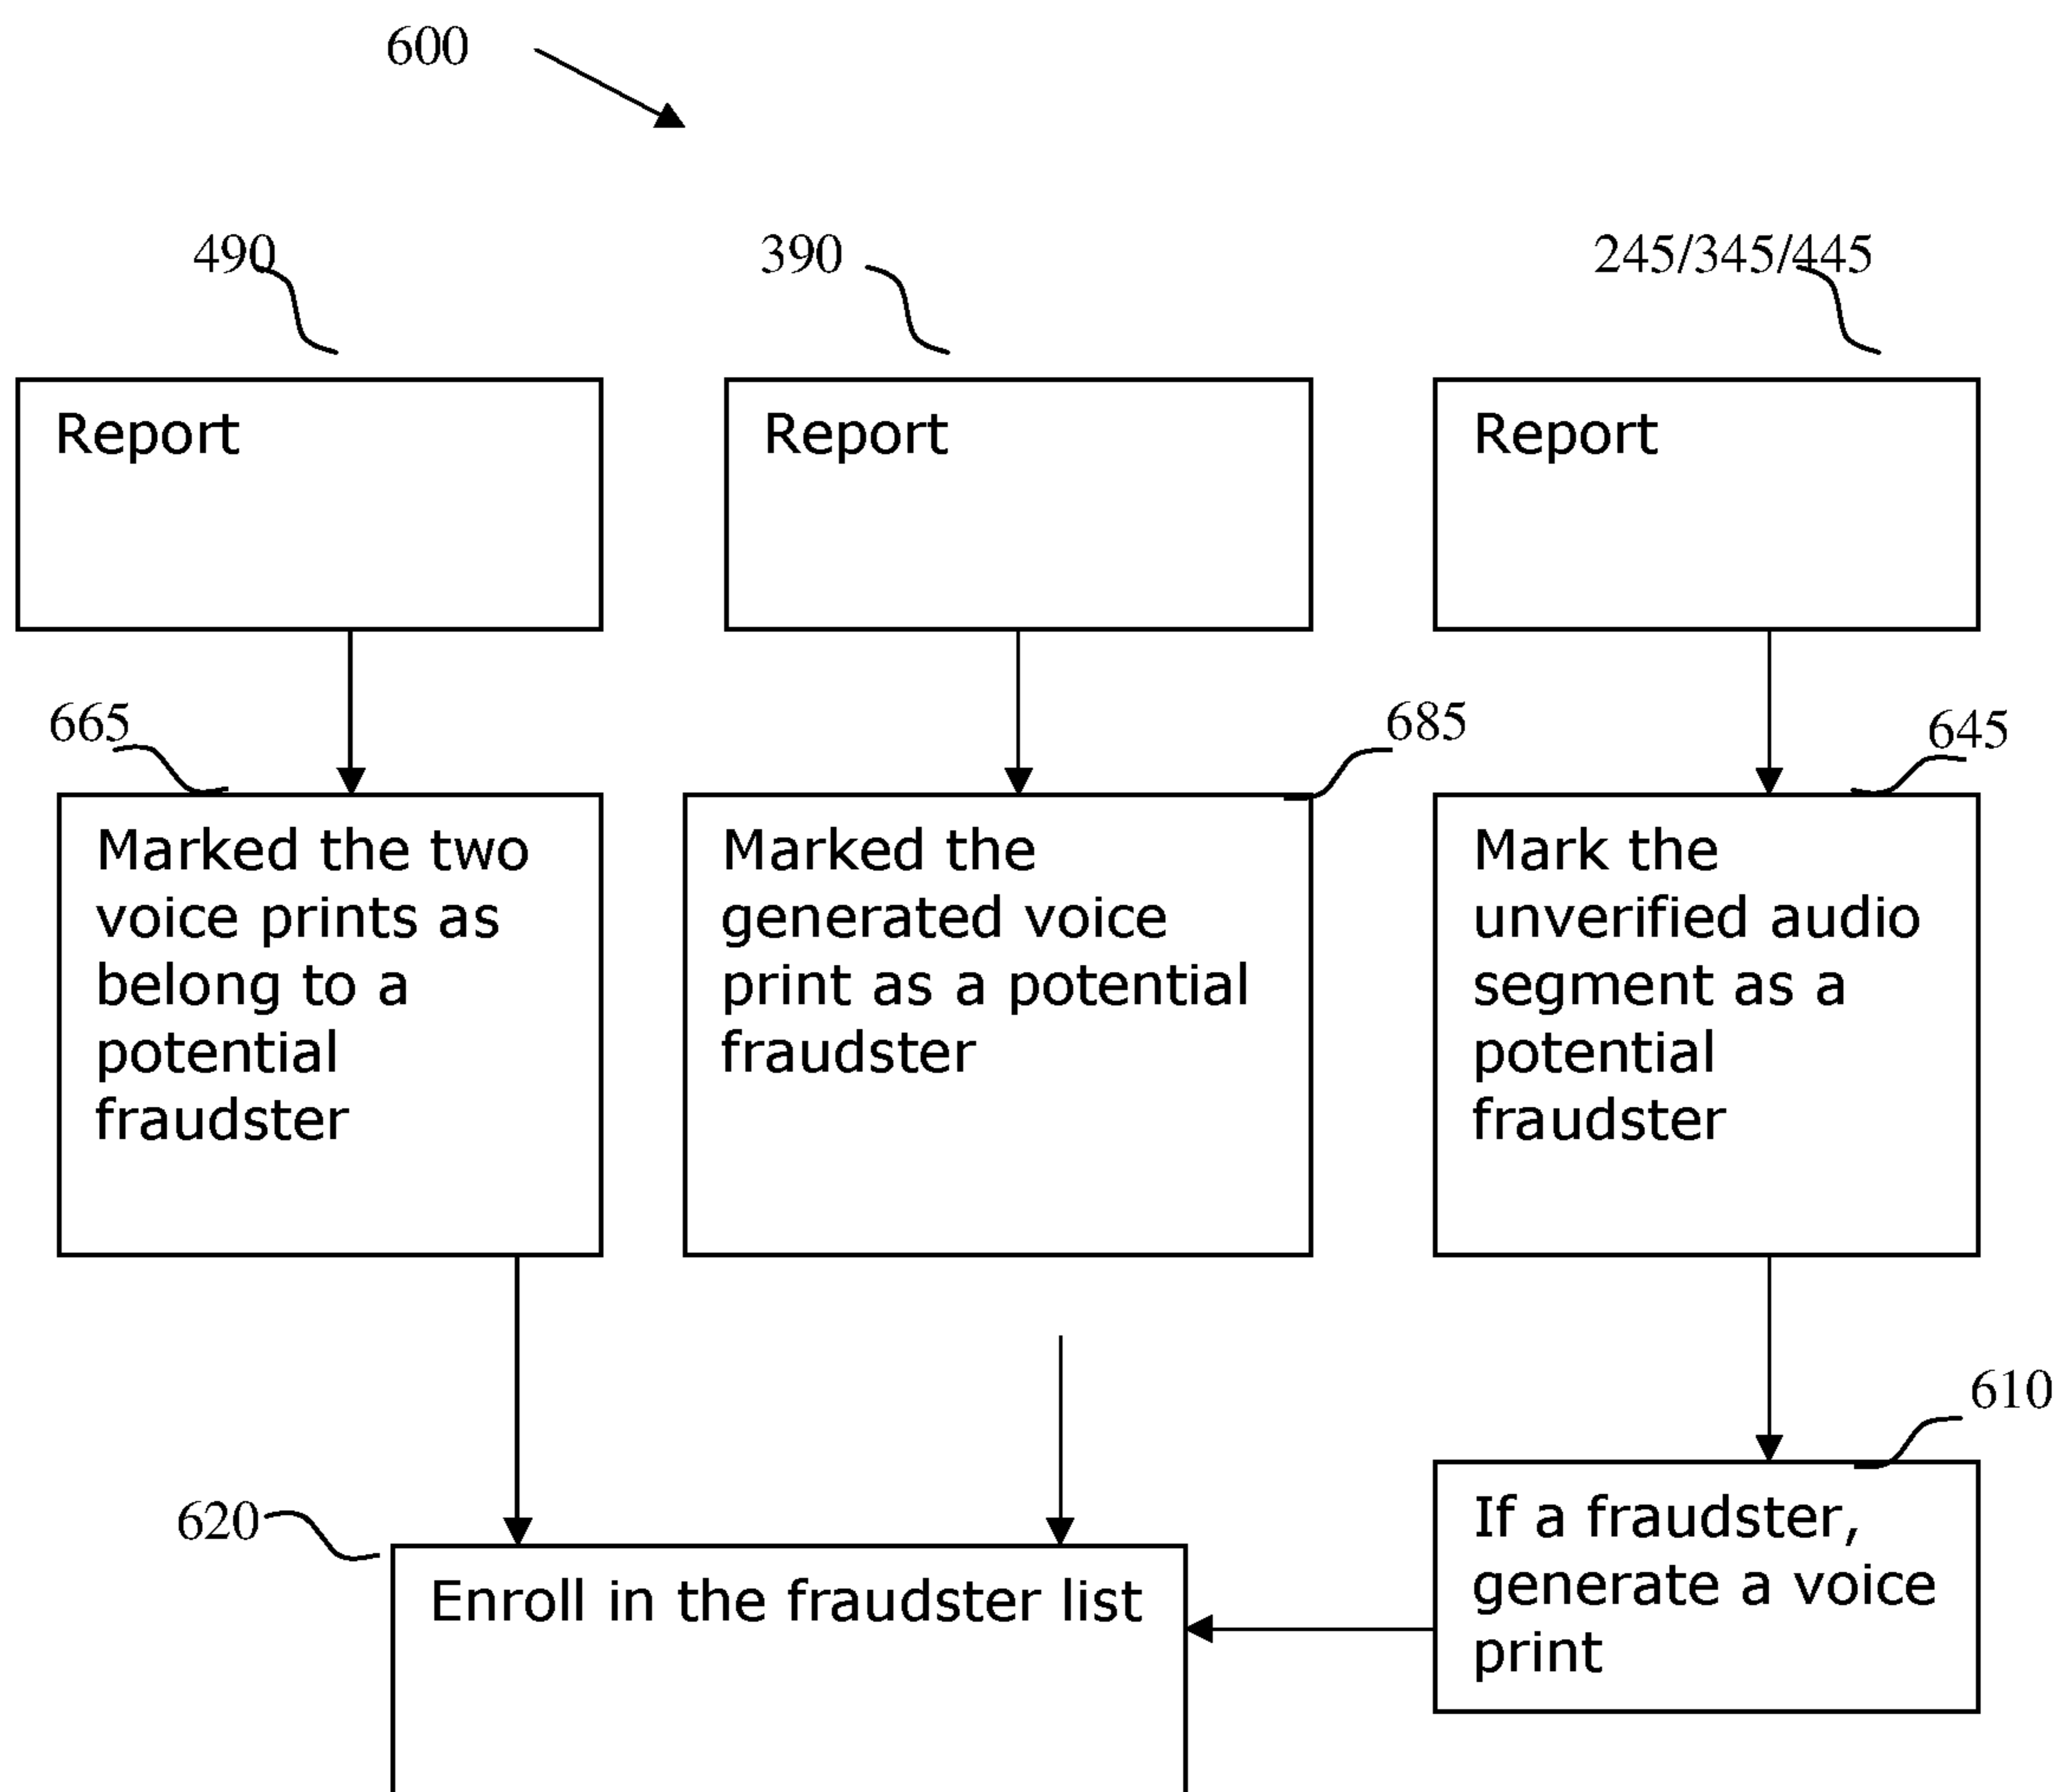 600
490
390
245/345/445
Report
Report
Report
665
685
645
Marked the two
voice prints as
belong to a
potential
fraudster
Marked the
generated voice
print as a potential
fraudster
Mark the
unverified audio
segment as a
potential
fraudster
610
620
If a fraudster,
generate a voice
print
Enroll in the fraudster list